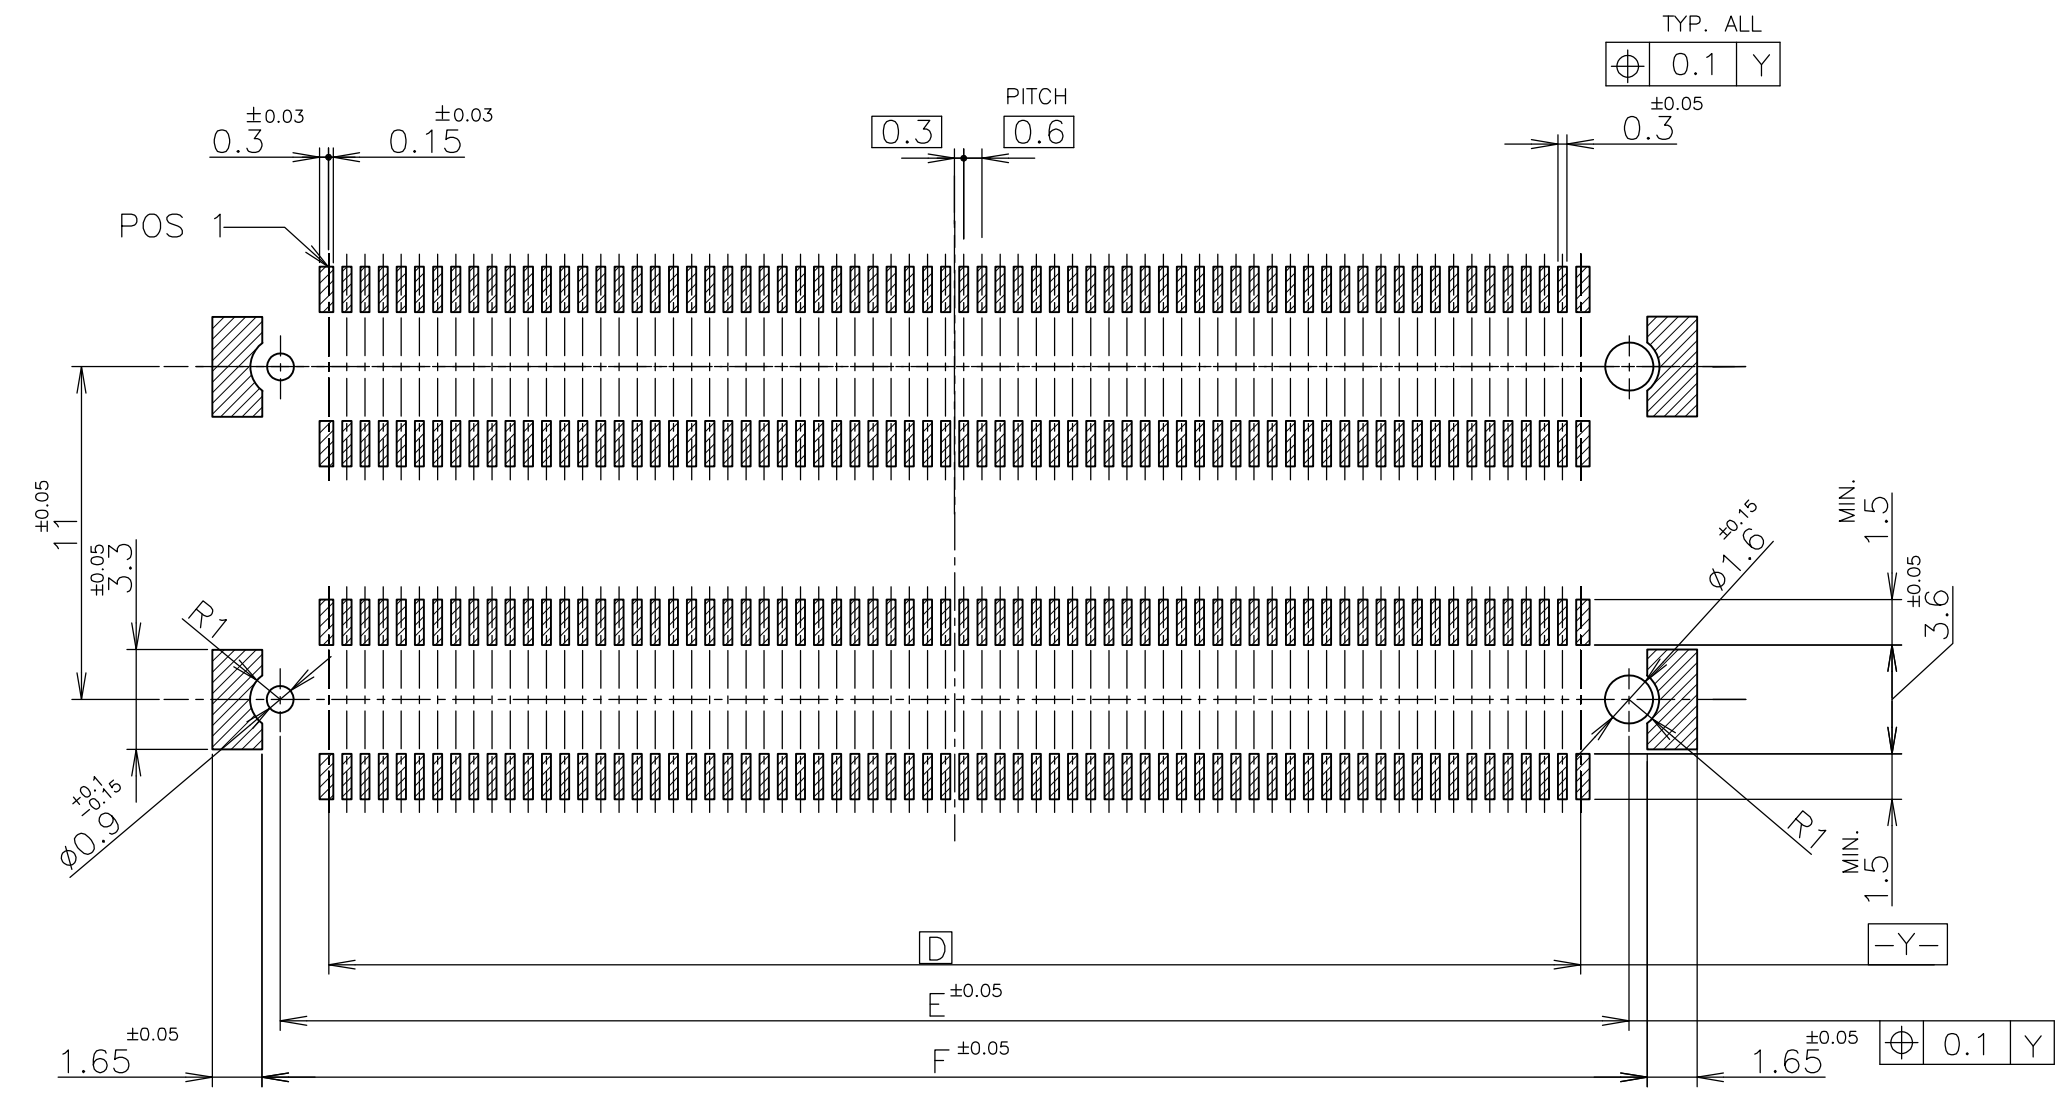 TYP. ALL
⌖ 0.1 Y
±0.05
0.3
PITCH
0.3 0.6
±0.03
0.3
±0.03
0.15
POS 1
±0.05
11
±0.05
3.3
R1
+0.1
-0.15
ø0.9
±0.15
ø1.6
MIN.
1.5
±0.05
3.6
R1
MIN.
1.5
D
-Y-
E ±0.05
⌖ 0.1 Y
1.65 ±0.05
F ±0.05
1.65 ±0.05